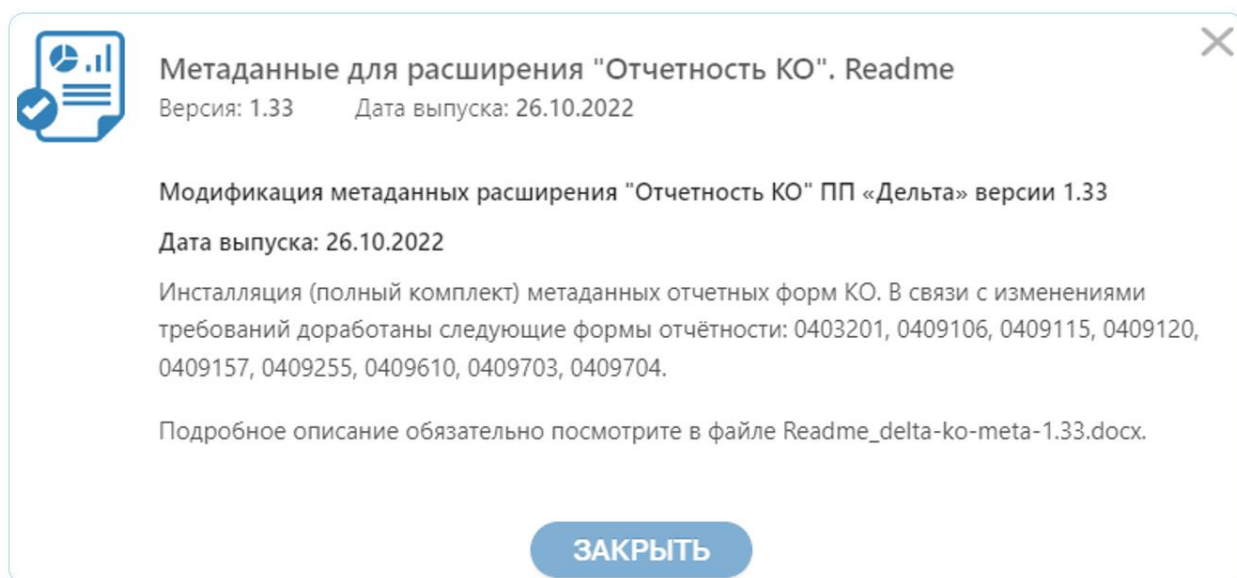 Метаданные для расширения "Отчетность КО". Readme
Версия: 1.33 Дата выпуска: 26.10.2022
Модификация метаданных расширения "Отчетность КО" ПП «Дельта» версии 1.33
Дата выпуска: 26.10.2022
Инсталляция (полный комплект) метаданных отчетных форм КО. В связи с изменениями
требований доработаны следующие формы отчётности: 0403201, 0409106, 0409115, 0409120,
0409157, 0409255, 0409610, 0409703, 0409704.
Подробное описание обязательно посмотрите в файле Readme_delta-ko-meta-1.33.docx.
ЗАКРЫТЬ